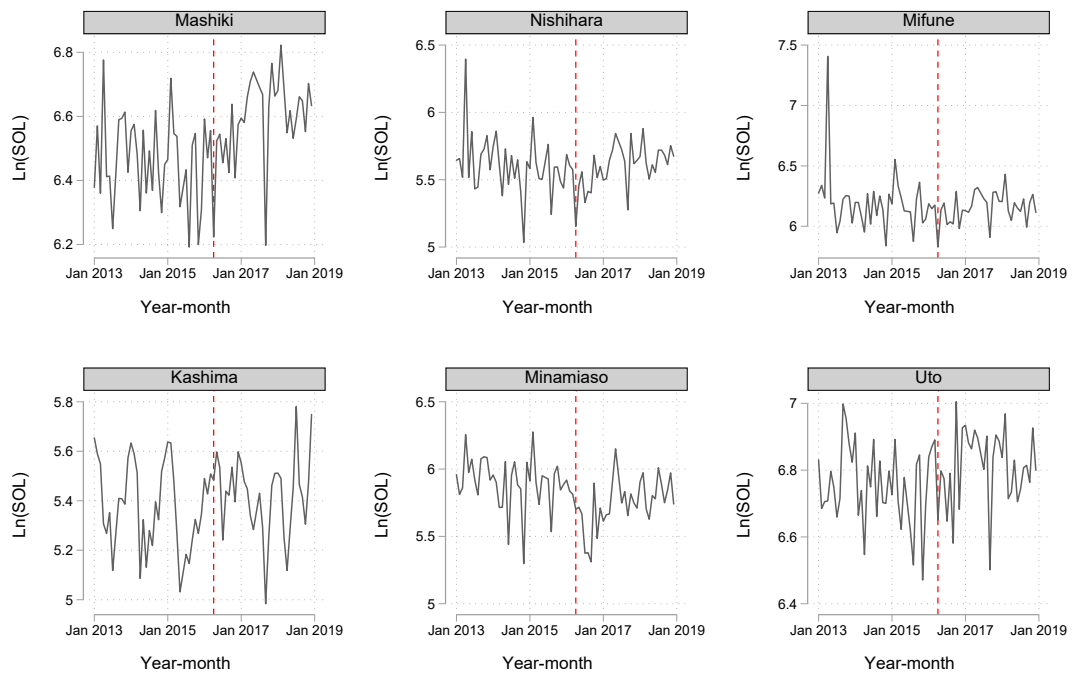 Mashiki
Nishihara
Mifune
Ln(SOL)
6.8
6.6
6.4
6.2
Jan 2013 Jan 2015 Jan 2017 Jan 2019
Year-month
Ln(SOL)
6.5
6
5.5
5
Jan 2013 Jan 2015 Jan 2017 Jan 2019
Year-month
Ln(SOL)
7.5
7
6.5
6
Jan 2013 Jan 2015 Jan 2017 Jan 2019
Year-month
Kashima
Minamiaso
Uto
Ln(SOL)
5.8
5.6
5.4
5.2
5
Jan 2013 Jan 2015 Jan 2017 Jan 2019
Year-month
Ln(SOL)
6.5
6
5.5
5
Jan 2013 Jan 2015 Jan 2017 Jan 2019
Year-month
Ln(SOL)
7
6.8
6.6
6.4
Jan 2013 Jan 2015 Jan 2017 Jan 2019
Year-month